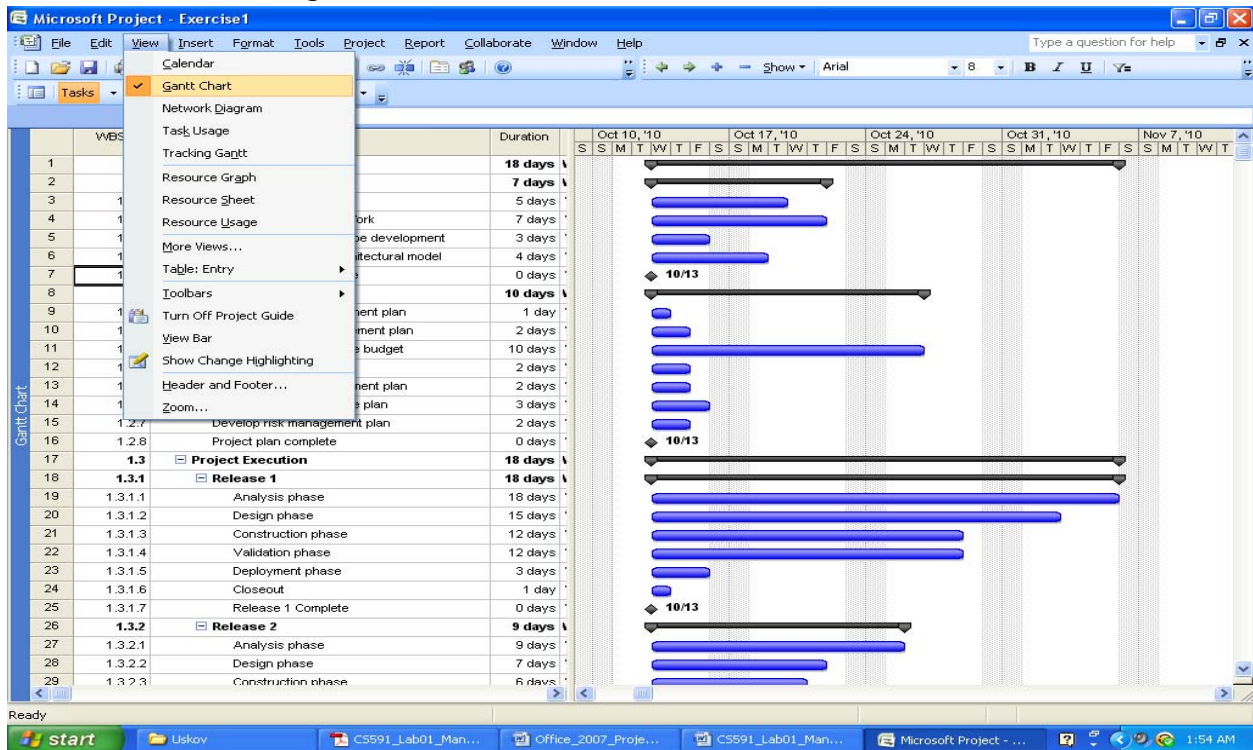 Microsoft Project - Exercise1
File Edit View Insert Format Tools Project Report Collaborate Window Help Type a question for help
Show Arial 8 B I U
Tasks
Calendar
Gantt Chart
Network Diagram
Task Usage
Tracking Gantt
Resource Graph
Resource Sheet
Resource Usage
More Views...
Table: Entry
Toolbars
Turn Off Project Guide
View Bar
Show Change Highlighting
Header and Footer...
Zoom...
WBS Duration Oct 10, '10 Oct 17, '10 Oct 24, '10 Oct 31, '10 Nov 7, '10
S S M T W T F S S M T W T F S S M T W T F S S M T W T F S S M T W T
1 18 days
2 7 days
3 1 5 days
4 1 7 days
5 1 development 3 days
6 1 model 4 days
7 1 0 days 10/13
8 10 days
9 1 plan 1 day
10 1 plan 2 days
11 1 budget 10 days
12 1 2 days
13 1 plan 2 days
14 1 plan 3 days
15 1.2.7 Develop risk management plan 2 days
16 1.2.8 Project plan complete 0 days 10/13
17 1.3 Project Execution 18 days
18 1.3.1 Release 1 18 days
19 1.3.1.1 Analysis phase 18 days
20 1.3.1.2 Design phase 15 days
21 1.3.1.3 Construction phase 12 days
22 1.3.1.4 Validation phase 12 days
23 1.3.1.5 Deployment phase 3 days
24 1.3.1.6 Closeout 1 day
25 1.3.1.7 Release 1 Complete 0 days 10/13
26 1.3.2 Release 2 9 days
27 1.3.2.1 Analysis phase 9 days
28 1.3.2.2 Design phase 7 days
29 1.3.2.3 Construction phase 6 days
Gantt Chart
Ready
start Uskov CS591_Lab01_Man... Office_2007_Proje... CS591_Lab01_Man... Microsoft Project - ... 1:54 AM